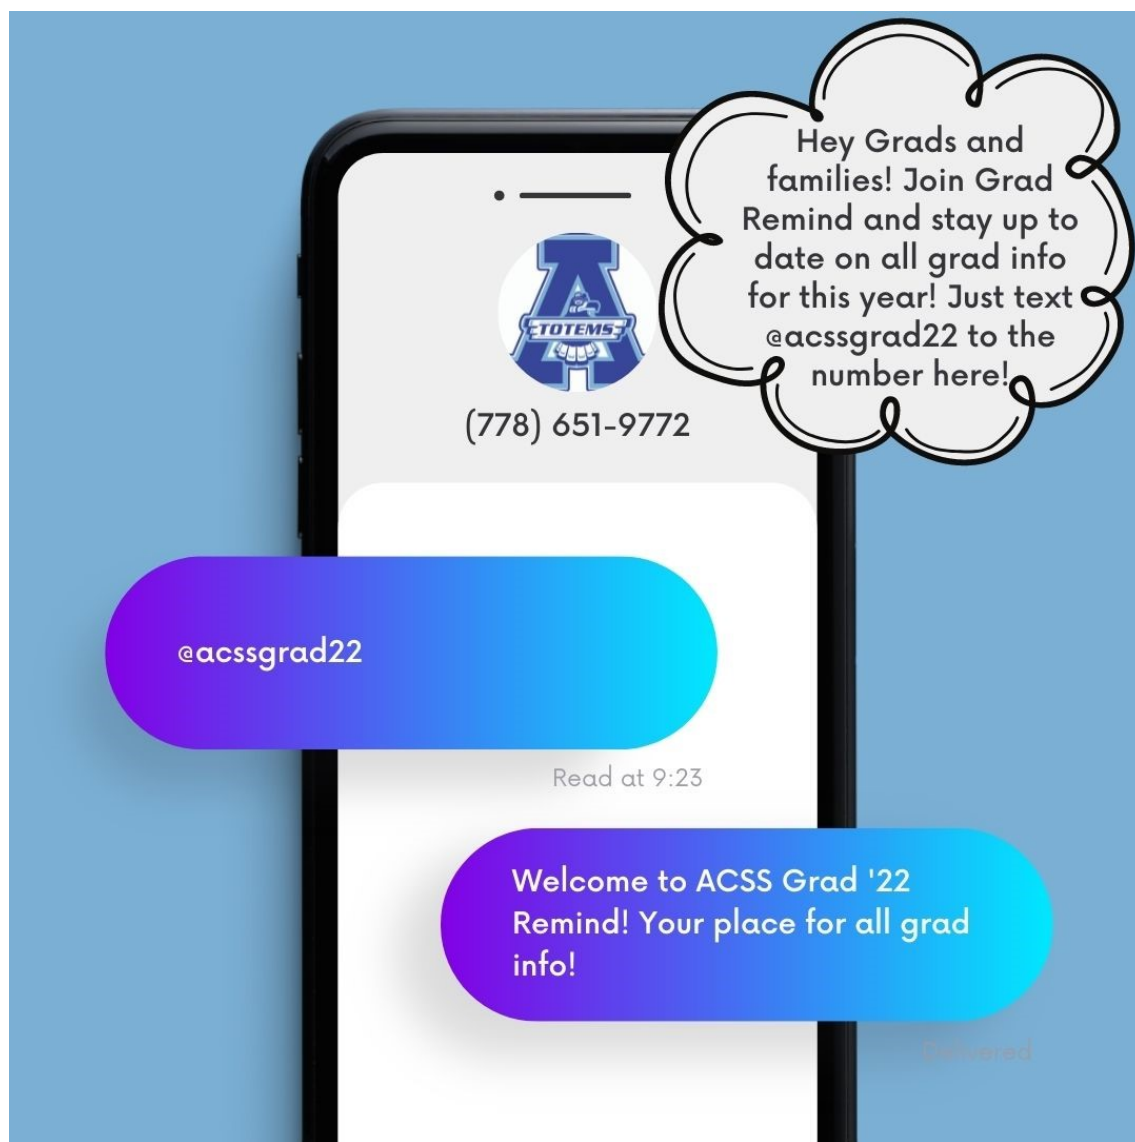 Hey Grads and
families! Join Grad
Remind and stay up to
date on all grad info
for this year! Just text
@acssgrad22 to the
number here!
TOTEMS
(778) 651-9772
@acssgrad22
Read at 9:23
Welcome to ACSS Grad '22
Remind! Your place for all grad
info!
Delivered